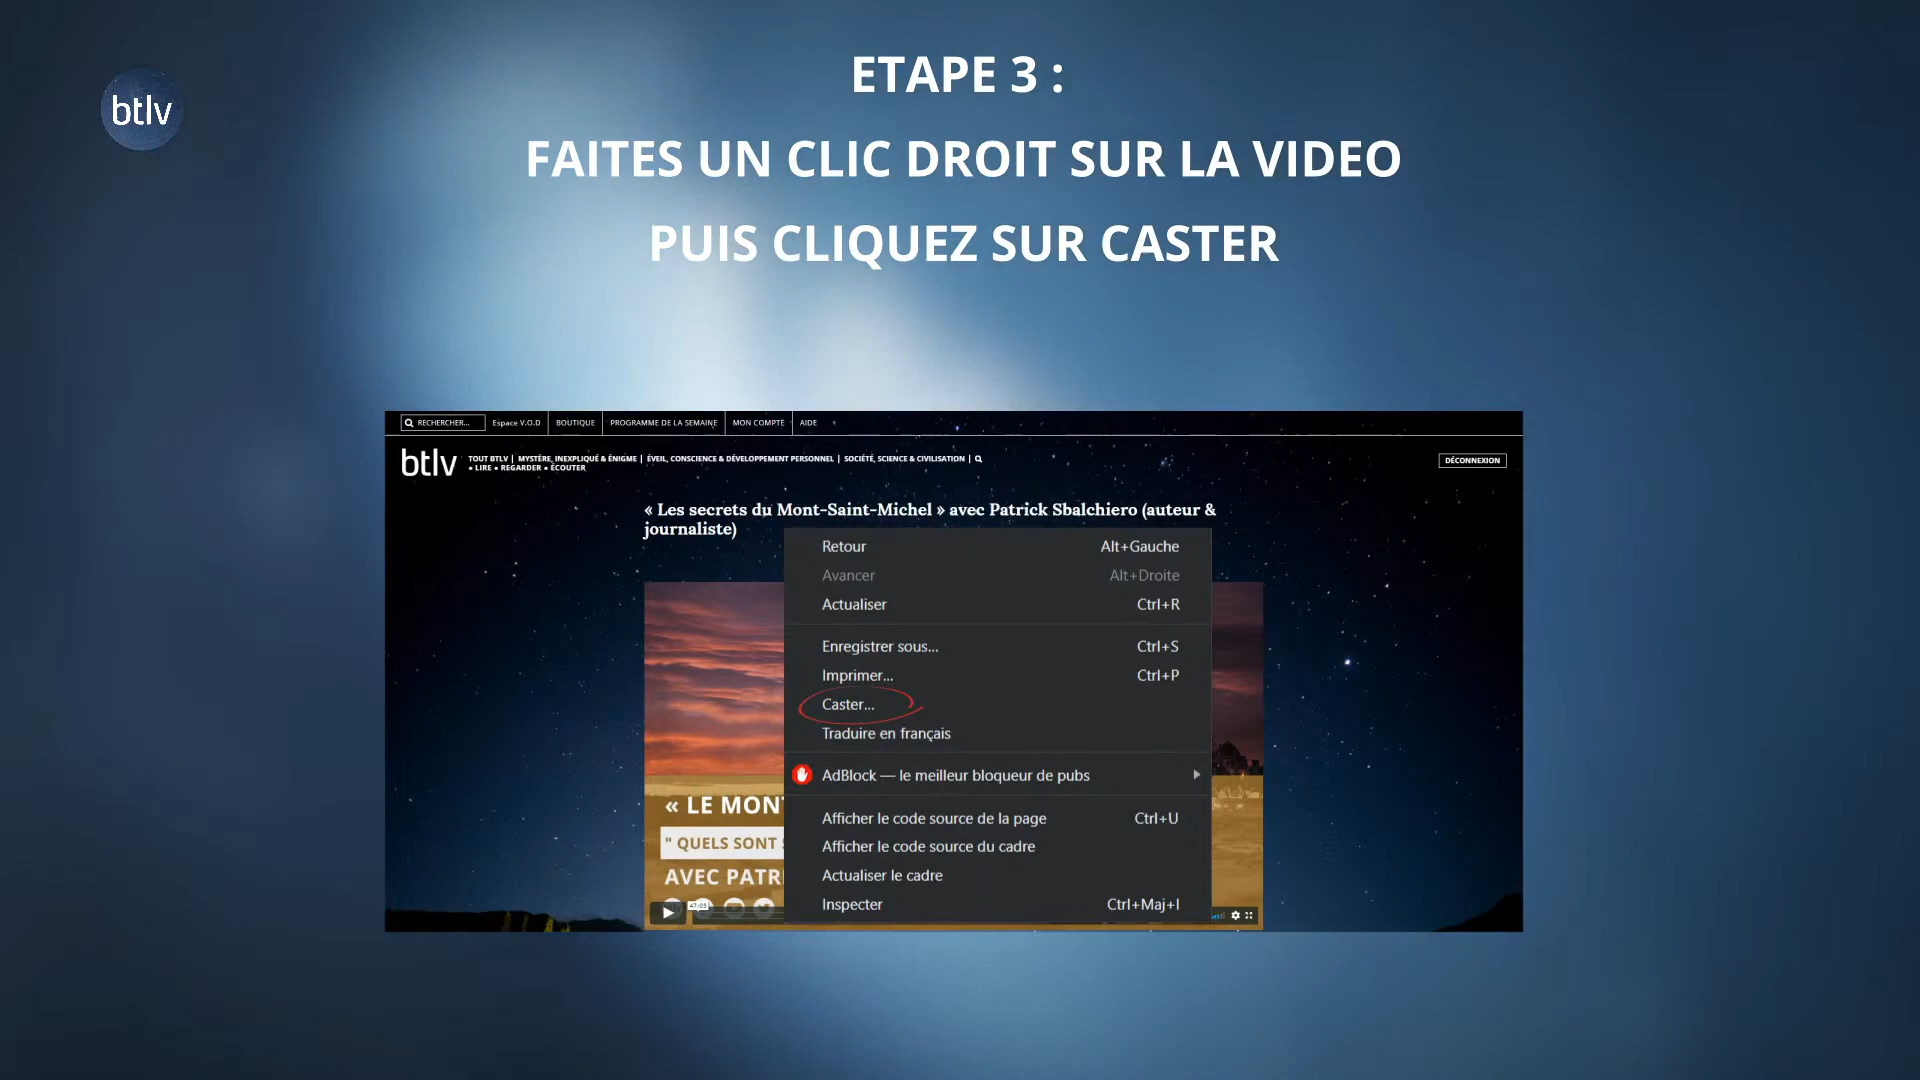 btlv
ETAPE 3 :
FAITES UN CLIC DROIT SUR LA VIDEO
PUIS CLIQUEZ SUR CASTER
RECHERCHER... Espace V.O.D BOUTIQUE PROGRAMME DE LA SEMAINE MON COMPTE AIDE
btlv TOUT BTLV | MYSTÈRE, INEXPLIQUÉ & ÉNIGME | ÉVEIL, CONSCIENCE & DÉVELOPPEMENT PERSONNEL | SOCIÉTÉ, SCIENCE & CIVILISATION | DÉCONNEXION
• LIRE • REGARDER • ÉCOUTER
« Les secrets du Mont-Saint-Michel » avec Patrick Sbalchiero (auteur &
journaliste)
Retour Alt+Gauche
Avancer Alt+Droite
Actualiser Ctrl+R
Enregistrer sous... Ctrl+S
Imprimer... Ctrl+P
Caster...
Traduire en français
AdBlock — le meilleur bloqueur de pubs
Afficher le code source de la page Ctrl+U
Afficher le code source du cadre
Actualiser le cadre
Inspecter Ctrl+Maj+I
« LE MON
" QUELS SONT
AVEC PATR
47:03